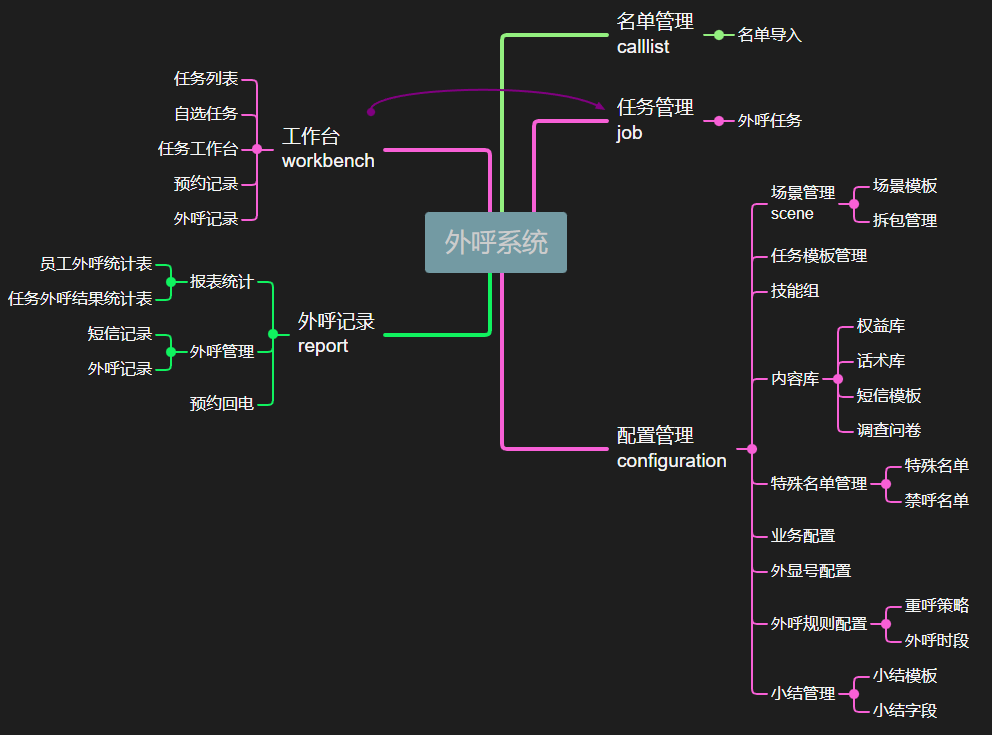 外呼系统
名单管理
calllist
名单导入
任务管理
job
外呼任务
配置管理
configuration
场景管理
scene
场景模板
拆包管理
任务模板管理
技能组
内容库
权益库
话术库
短信模板
调查问卷
特殊名单管理
特殊名单
禁呼名单
业务配置
外显号配置
外呼规则配置
重呼策略
外呼时段
小结管理
小结模板
小结字段
工作台
workbench
任务列表
自选任务
任务工作台
预约记录
外呼记录
外呼记录
report
报表统计
员工外呼统计表
任务外呼结果统计表
外呼管理
短信记录
外呼记录
预约回电